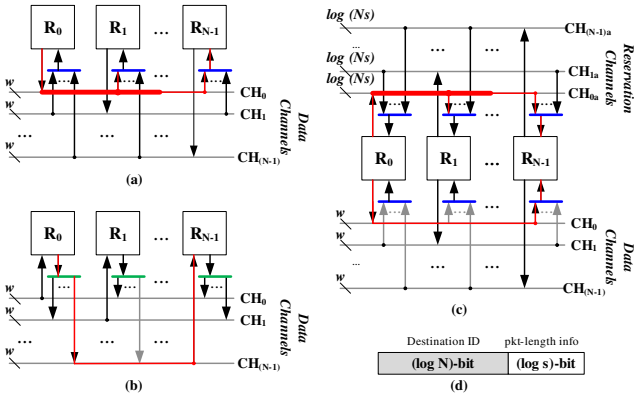 R0 R1 ... RN-1
w CH0
w CH1
... ...
w CH(N-1)
Data Channels
(a)
R0 R1 ... RN-1
... ... ...
w CH0
w CH1
... ...
w CH(N-1)
Data Channels
(b)
log (Ns) CH(N-1)a
... ...
log (Ns) CH1a
log (Ns) CH0a
Reservation Channels
R0 R1 ... RN-1
w CH0
w CH1
... ...
w CH(N-1)
Data Channels
(c)
Destination ID pkt-length info
(log N)-bit (log s)-bit
(d)